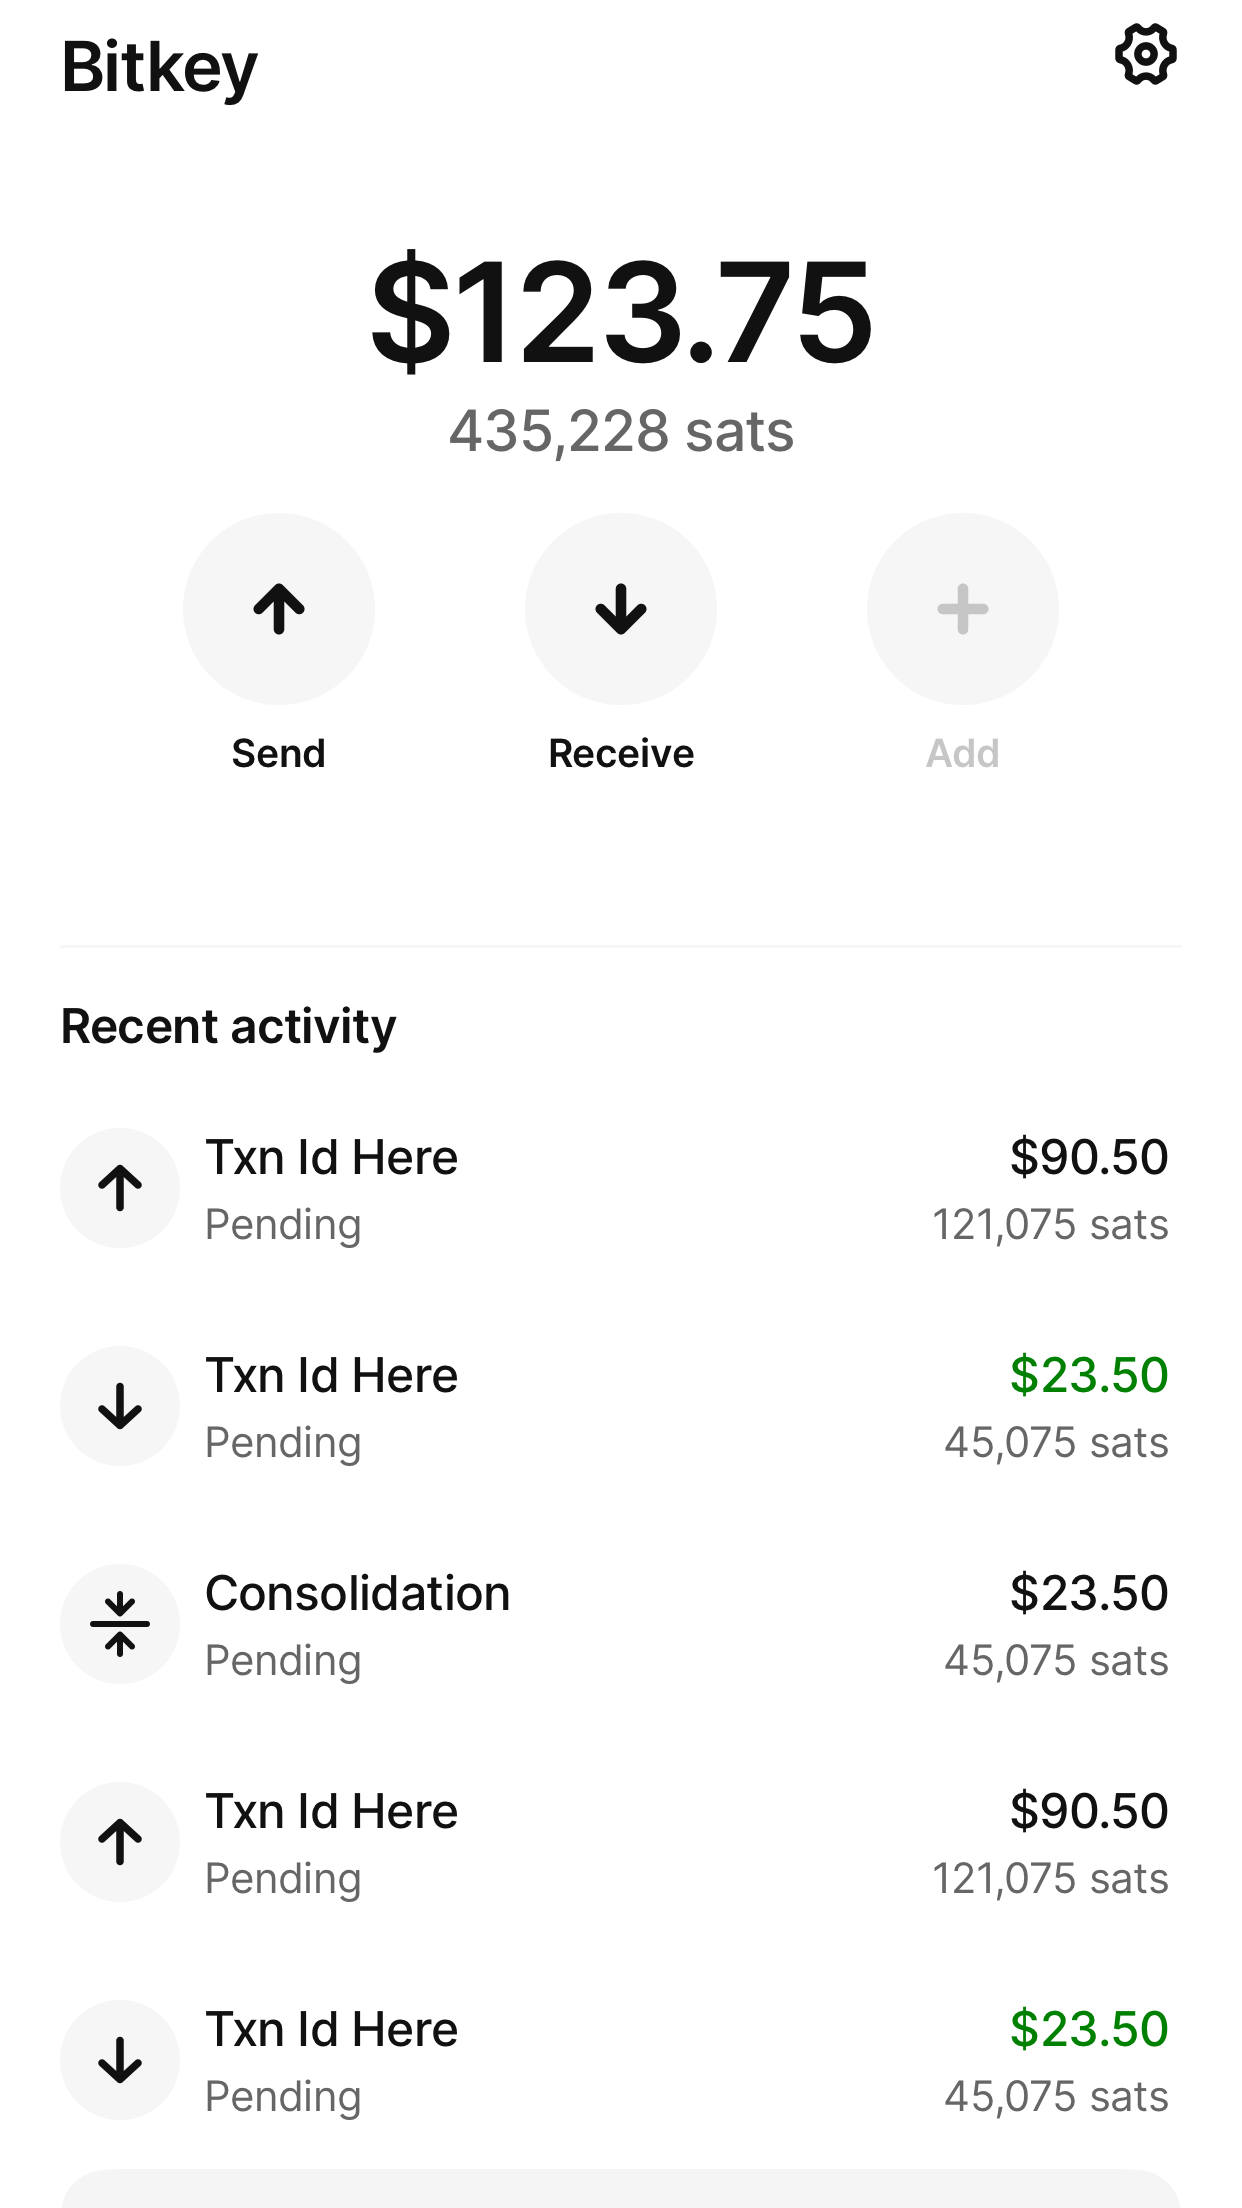 Bitkey
$123.75
435,228 sats
Send Receive Add
Recent activity
Txn Id Here $90.50
Pending 121,075 sats
Txn Id Here $23.50
Pending 45,075 sats
Consolidation $23.50
Pending 45,075 sats
Txn Id Here $90.50
Pending 121,075 sats
Txn Id Here $23.50
Pending 45,075 sats